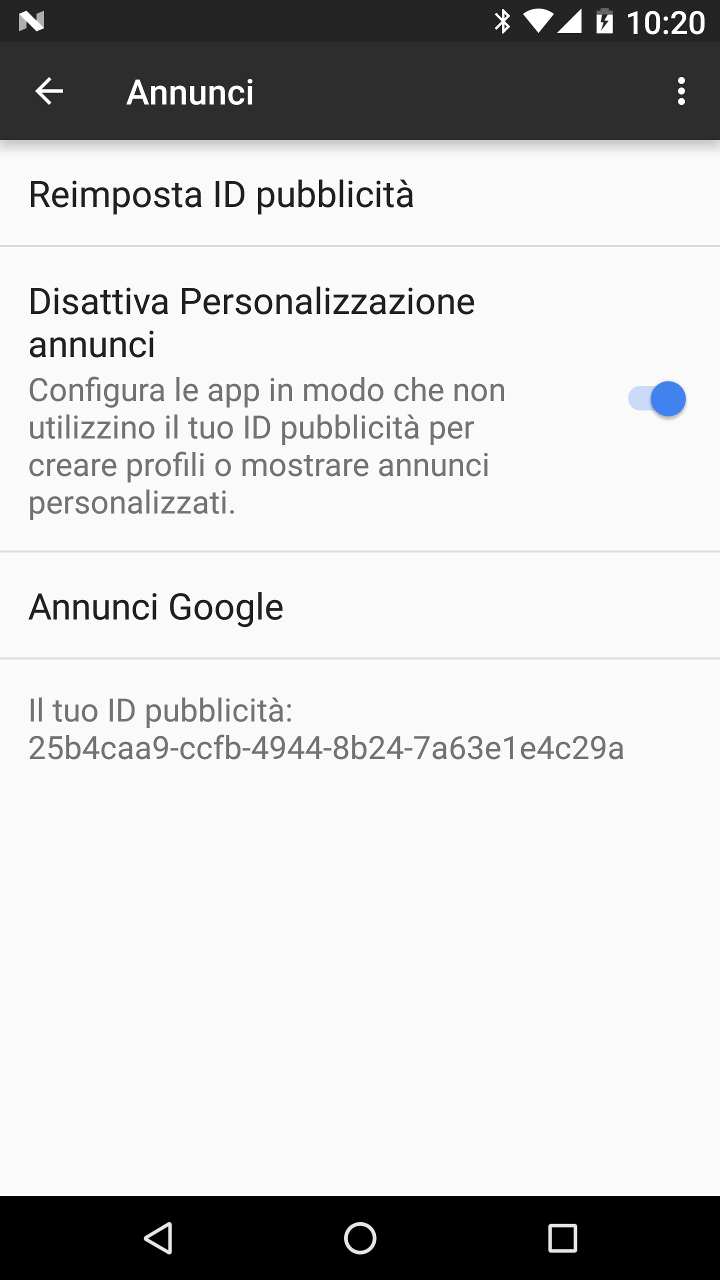 10:20
Annunci
Reimposta ID pubblicità
Disattiva Personalizzazione
annunci
Configura le app in modo che non
utilizzino il tuo ID pubblicità per
creare profili o mostrare annunci
personalizzati.
Annunci Google
Il tuo ID pubblicità:
25b4caa9-ccfb-4944-8b24-7a63e1e4c29a